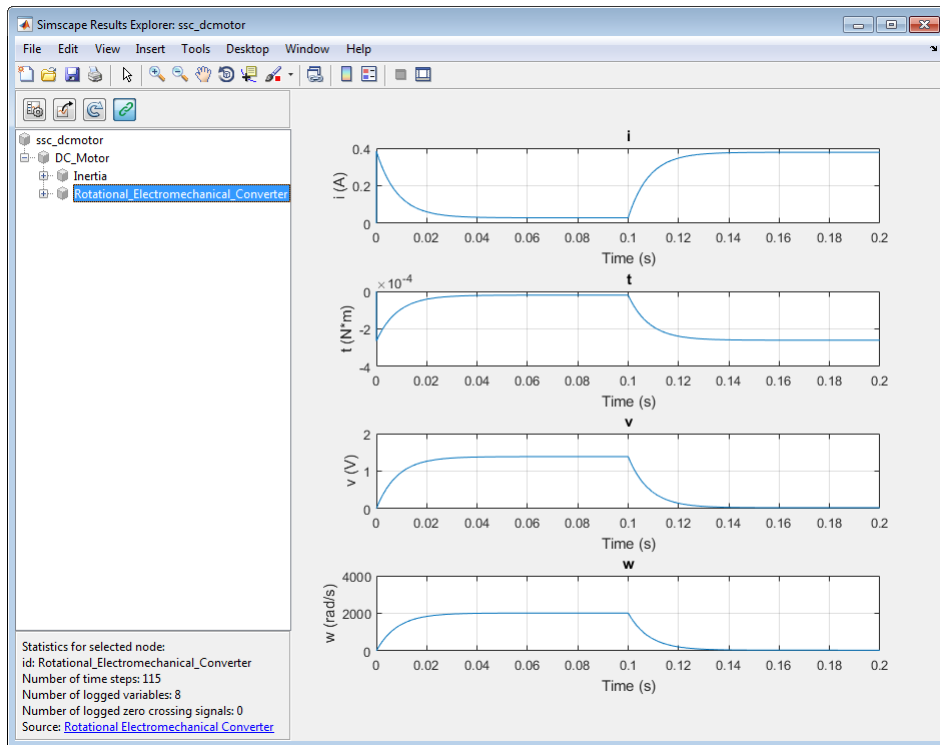 Simscape Results Explorer: ssc_dcmotor
File Edit View Insert Tools Desktop Window Help
ssc_dcmotor
DC_Motor
Inertia
Rotational_Electromechanical_Converter
Statistics for selected node:
id: Rotational_Electromechanical_Converter
Number of time steps: 115
Number of logged variables: 8
Number of logged zero crossing signals: 0
Source: Rotational Electromechanical Converter
i
0.4
0.2
0
i (A)
0 0.02 0.04 0.06 0.08 0.1 0.12 0.14 0.16 0.18 0.2
Time (s)
t
×10-4
0
-2
-4
t (N*m)
0 0.02 0.04 0.06 0.08 0.1 0.12 0.14 0.16 0.18 0.2
Time (s)
v
2
1
0
v (V)
0 0.02 0.04 0.06 0.08 0.1 0.12 0.14 0.16 0.18 0.2
Time (s)
w
4000
2000
0
w (rad/s)
0 0.02 0.04 0.06 0.08 0.1 0.12 0.14 0.16 0.18 0.2
Time (s)